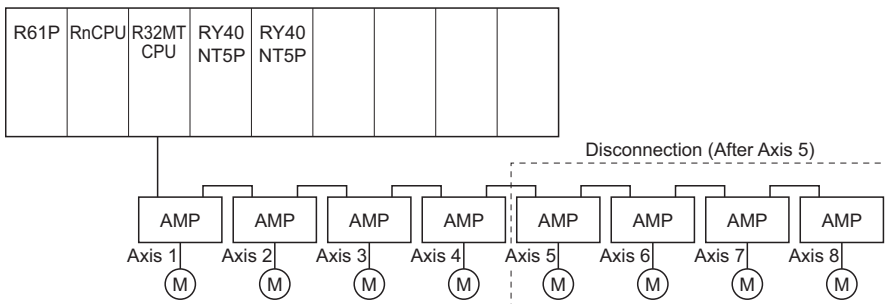 R61P RnCPU R32MT RY40 RY40
CPU NT5P NT5P
Disconnection (After Axis 5)
AMP AMP AMP AMP AMP AMP AMP AMP
Axis 1 Axis 2 Axis 3 Axis 4 Axis 5 Axis 6 Axis 7 Axis 8
M M M M M M M M